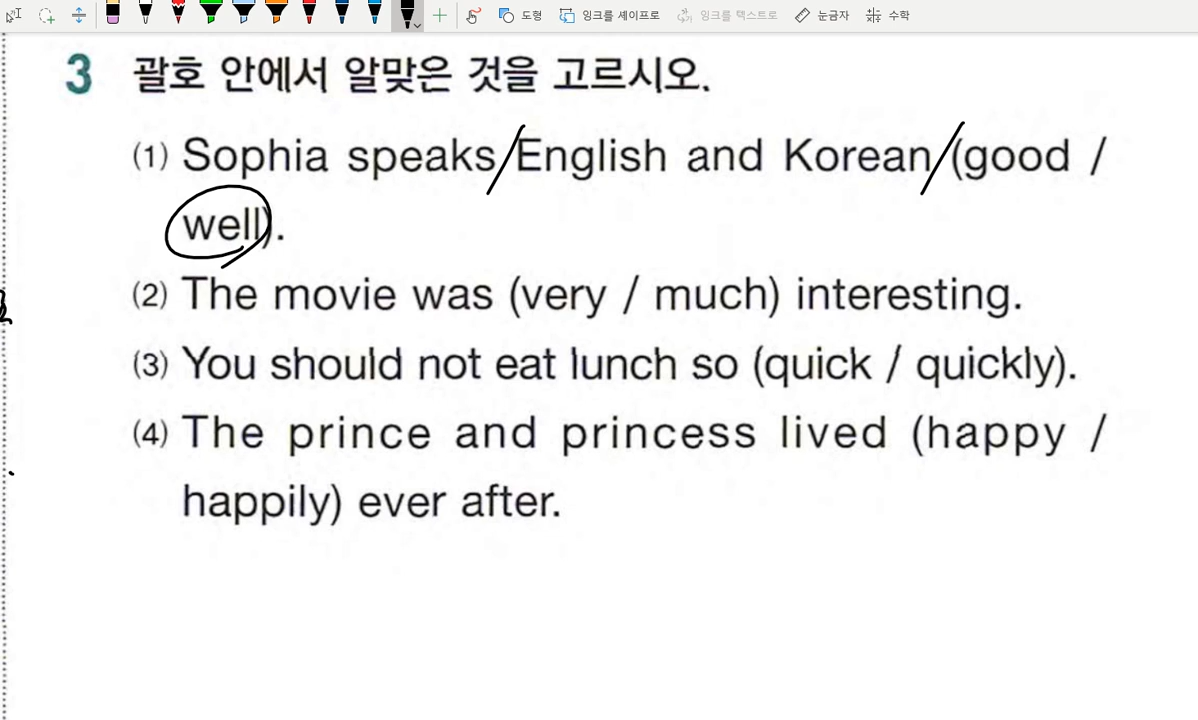 도형 잉크를 셰이프로 잉크를 텍스트로 눈금자 수학
3 괄호 안에서 알맞은 것을 고르시오.
(1) Sophia speaks/English and Korean/(good /
well).
(2) The movie was (very / much) interesting.
(3) You should not eat lunch so (quick / quickly).
(4) The prince and princess lived (happy /
happily) ever after.